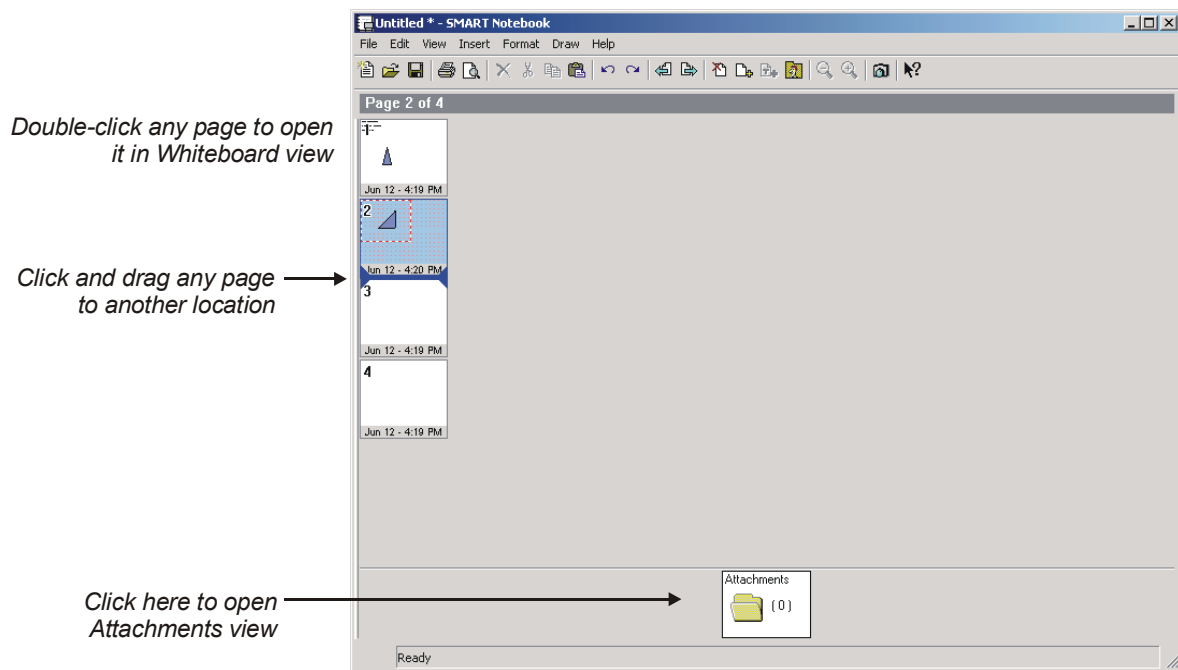 Untitled * - SMART Notebook
File Edit View Insert Format Draw Help
Page 2 of 4
Double-click any page to open
it in Whiteboard view
1
Jun 12 - 4:19 PM
2
Jun 12 - 4:20 PM
Click and drag any page
to another location
3
Jun 12 - 4:19 PM
4
Jun 12 - 4:19 PM
Click here to open
Attachments view
Attachments
(0)
Ready